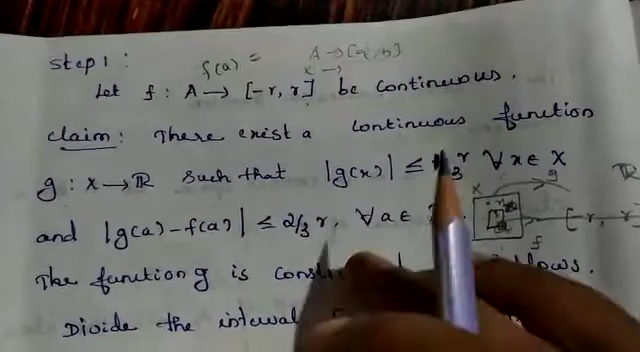 step 1 :
f(a) = A → [a, b]
x →
Let f : A → [-r, r] be continuous.
claim: There exist a continuous function
g : X → ℝ such that |g(x)| ≤ ⅓ r ∀ x ∈ X
and |g(a) - f(a)| ≤ 2/3 r, ∀ a ∈
X g ℝ
[-r, r]
f
The function g is
Divide the interval